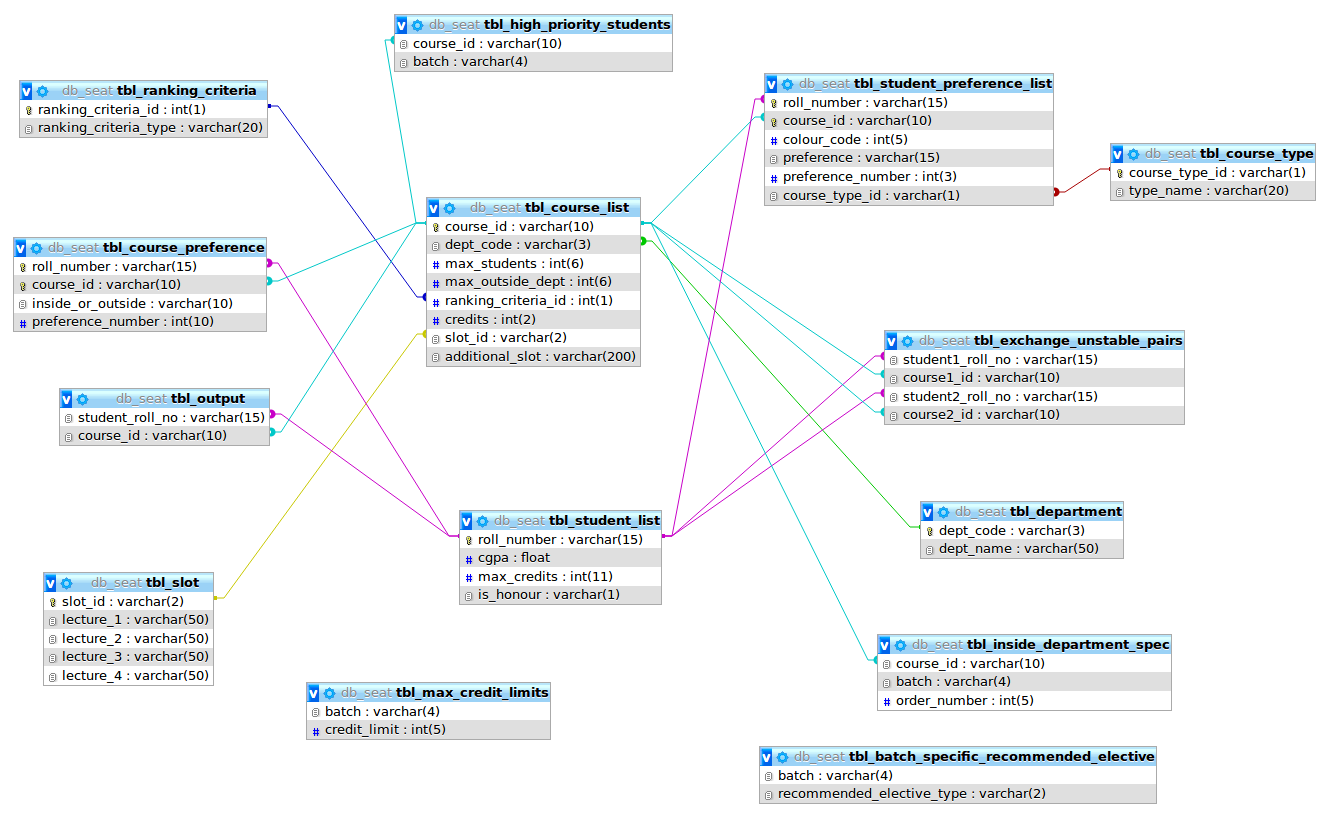 v db_seat tbl_high_priority_students
course_id : varchar(10)
batch : varchar(4)
v db_seat tbl_ranking_criteria
ranking_criteria_id : int(1)
ranking_criteria_type : varchar(20)
v db_seat tbl_student_preference_list
roll_number : varchar(15)
course_id : varchar(10)
# colour_code : int(5)
preference : varchar(15)
# preference_number : int(3)
course_type_id : varchar(1)
v db_seat tbl_course_type
course_type_id : varchar(1)
type_name : varchar(20)
v db_seat tbl_course_list
course_id : varchar(10)
dept_code : varchar(3)
# max_students : int(6)
# max_outside_dept : int(6)
# ranking_criteria_id : int(1)
# credits : int(2)
slot_id : varchar(2)
additional_slot : varchar(200)
v db_seat tbl_course_preference
roll_number : varchar(15)
course_id : varchar(10)
inside_or_outside : varchar(10)
# preference_number : int(10)
v db_seat tbl_exchange_unstable_pairs
student1_roll_no : varchar(15)
course1_id : varchar(10)
student2_roll_no : varchar(15)
course2_id : varchar(10)
v db_seat tbl_output
student_roll_no : varchar(15)
course_id : varchar(10)
v db_seat tbl_department
dept_code : varchar(3)
dept_name : varchar(50)
v db_seat tbl_student_list
roll_number : varchar(15)
# cgpa : float
# max_credits : int(11)
is_honour : varchar(1)
v db_seat tbl_slot
slot_id : varchar(2)
lecture_1 : varchar(50)
lecture_2 : varchar(50)
lecture_3 : varchar(50)
lecture_4 : varchar(50)
v db_seat tbl_inside_department_spec
course_id : varchar(10)
batch : varchar(4)
# order_number : int(5)
v db_seat tbl_max_credit_limits
batch : varchar(4)
# credit_limit : int(5)
v db_seat tbl_batch_specific_recommended_elective
batch : varchar(4)
recommended_elective_type : varchar(2)